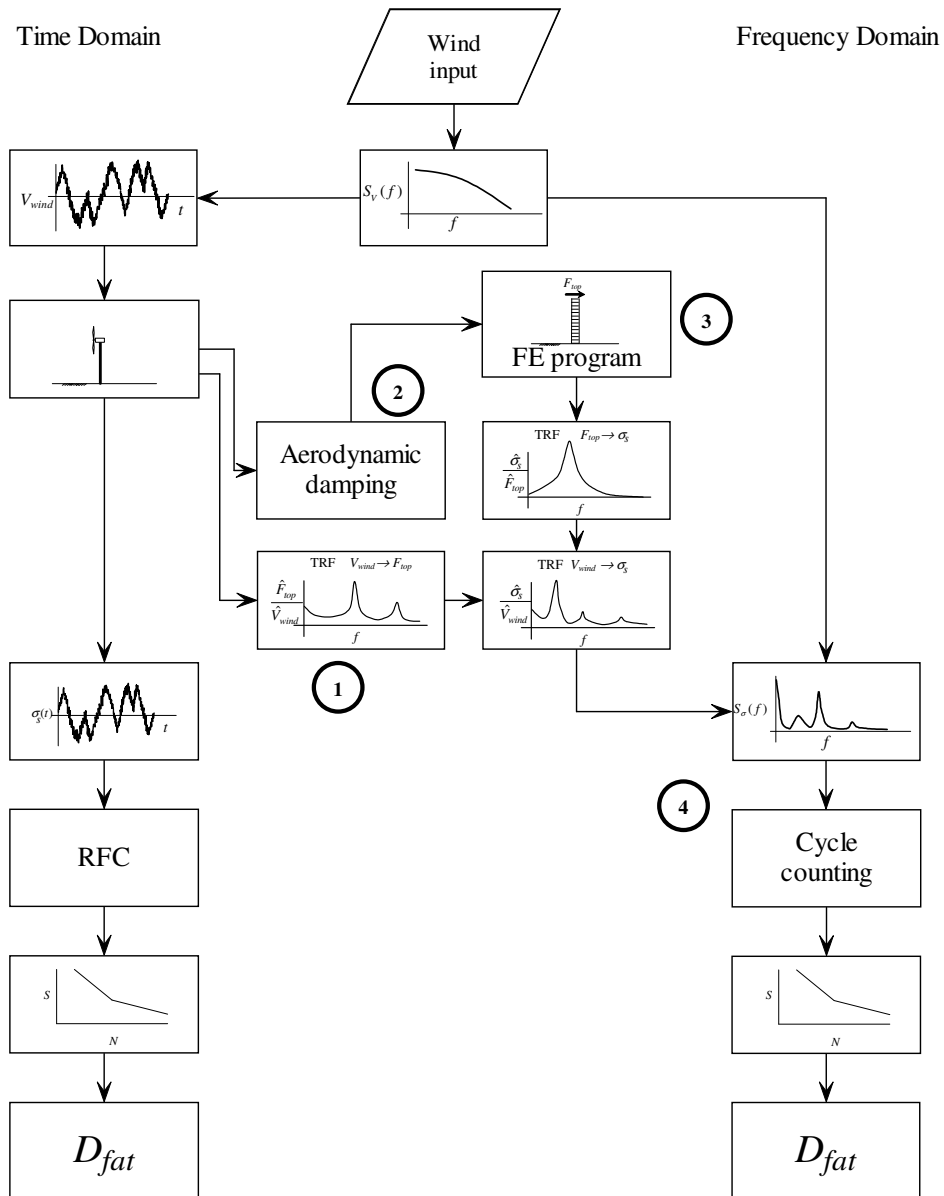 Time Domain
Wind
input
Frequency Domain
V_wind
t
S_V(f)
f
F_top
FE program
3
2
Aerodynamic
damping
TRF F_top → σ_s
σ̂_s
F̂_top
f
TRF V_wind → F_top
F̂_top
V̂_wind
f
TRF V_wind → σ_s
σ̂_s
V̂_wind
f
1
σ_s(t)
t
S_σ(f)
f
4
RFC
Cycle
counting
S
N
S
N
D_fat
D_fat